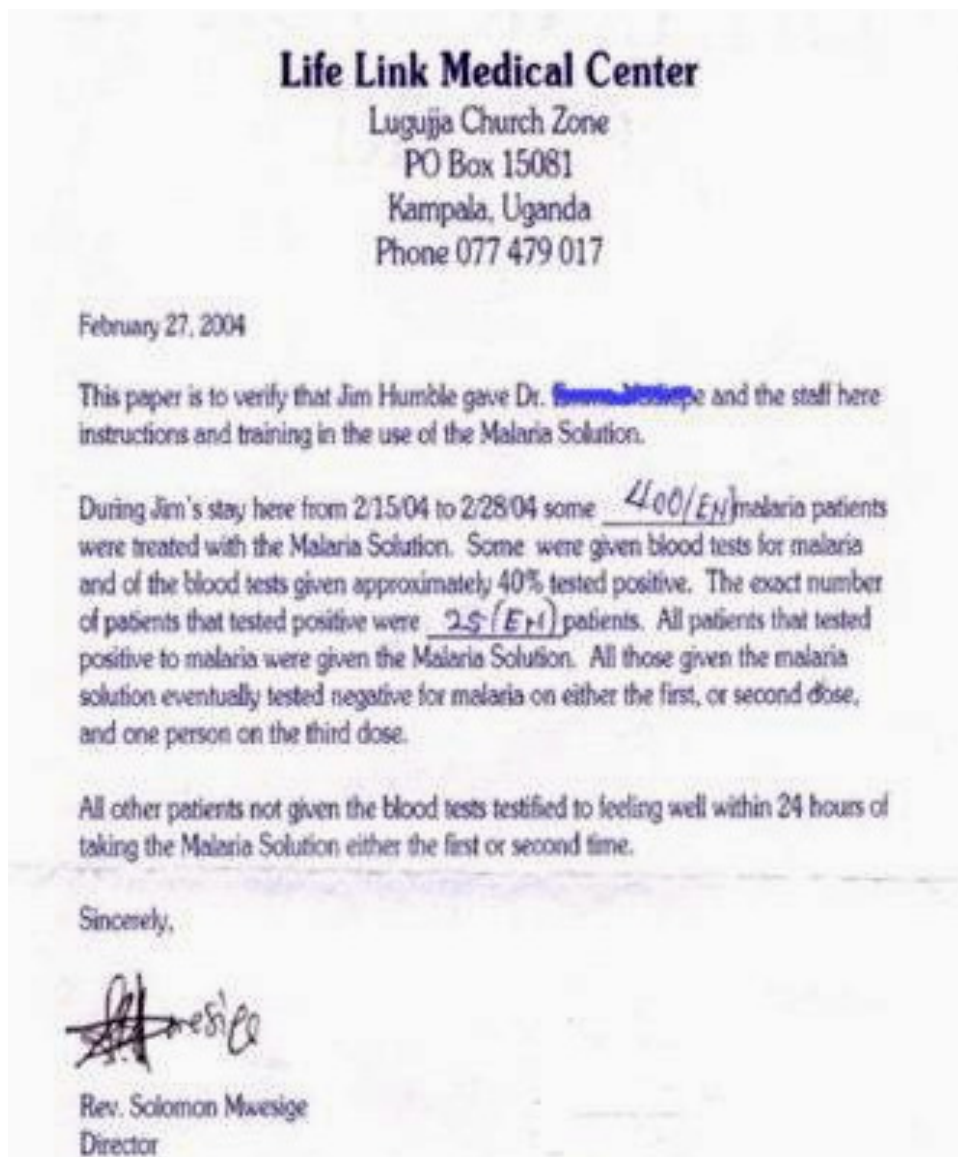 Life Link Medical Center
Lugujja Church Zone
PO Box 15081
Kampala, Uganda
Phone 077 479 017
February 27, 2004
This paper is to verify that Jim Humble gave Dr. and the staff here
instructions and training in the use of the Malaria Solution.
During Jim's stay here from 2/15/04 to 2/28/04 some 400/EM malaria patients
were treated with the Malaria Solution. Some were given blood tests for malaria
and of the blood tests given approximately 40% tested positive. The exact number
of patients that tested positive were 25(EM) patients. All patients that tested
positive to malaria were given the Malaria Solution. All those given the malaria
solution eventually tested negative for malaria on either the first, or second dose,
and one person on the third dose.
All other patients not given the blood tests testified to feeling well within 24 hours of
taking the Malaria Solution either the first or second time.
Sincerely,
Rev. Solomon Mwesige
Director